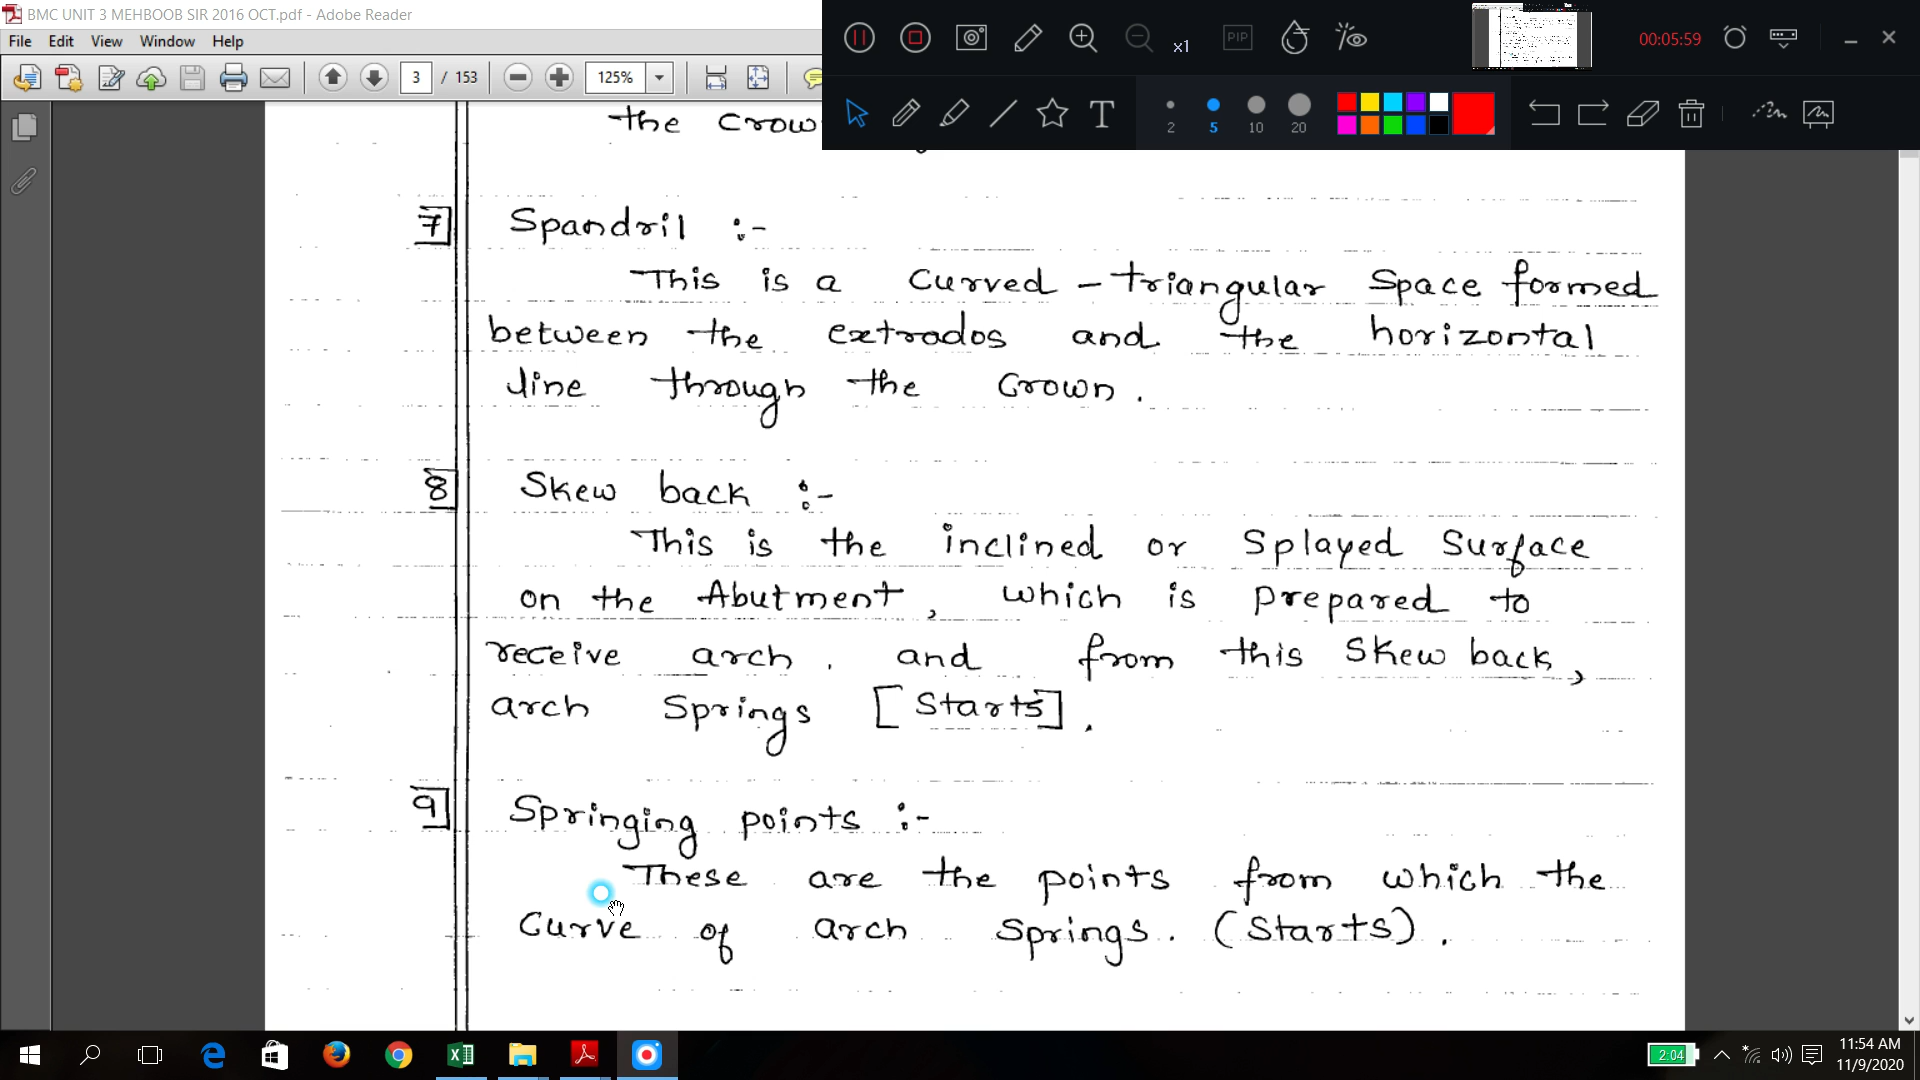 BMC UNIT 3 MEHBOOB SIR 2016 OCT.pdf - Adobe Reader
File Edit View Window Help
3 / 153 125%
x1 PIP 00:05:59
T 2 5 10 20
the crow
7 Spandril :-
This is a Curved - triangular Space formed
between the extrados and the horizontal
line through the Crown.
8 Skew back :-
This is the inclined or Splayed Surface
on the Abutment, which is prepared to
receive arch. and from this Skew back,
arch Springs [Starts].
9 Springing points :-
These are the points from which the
Curve of arch Springs. (Starts).
2:04
11:54 AM
11/9/2020